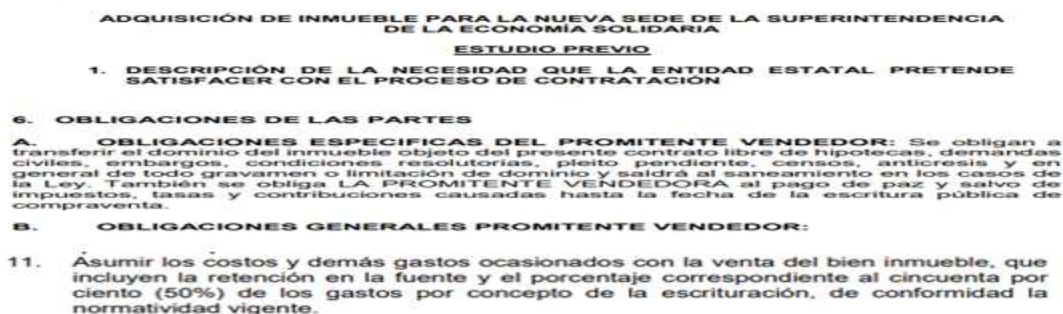 ADQUISICIÓN DE INMUEBLE PARA LA NUEVA SEDE DE LA SUPERINTENDENCIA
DE LA ECONOMÍA SOLIDARIA
ESTUDIO PREVIO
1. DESCRIPCIÓN DE LA NECESIDAD QUE LA ENTIDAD ESTATAL PRETENDE
SATISFACER CON EL PROCESO DE CONTRATACIÓN
6. OBLIGACIONES DE LAS PARTES
A. OBLIGACIONES ESPECIFICAS DEL PROMITENTE VENDEDOR: Se obligan a
transferir el dominio del inmueble objeto del presente contrato libre de hipotecas, demandas
civiles, embargos, condiciones resolutorias, pleito pendiente, censos, anticresis y en
general de todo gravamen o limitación de dominio y saldrá al saneamiento en los casos de
la Ley. También se obliga LA PROMITENTE VENDEDORA al pago de paz y salvo de
impuestos, tasas y contribuciones causadas hasta la fecha de la escritura pública de
compraventa.
B. OBLIGACIONES GENERALES PROMITENTE VENDEDOR:
11. Asumir los costos y demás gastos ocasionados con la venta del bien inmueble, que
incluyen la retención en la fuente y el porcentaje correspondiente al cincuenta por
ciento (50%) de los gastos por concepto de la escrituración, de conformidad la
normatividad vigente.